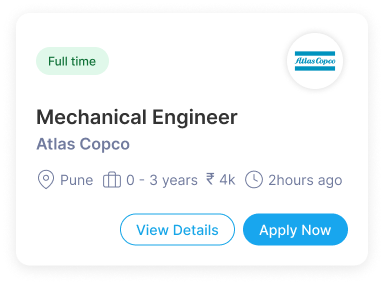 Full time
Atlas Copco
Mechanical Engineer
Atlas Copco
Pune 0 - 3 years ₹ 4k 2hours ago
View Details Apply Now